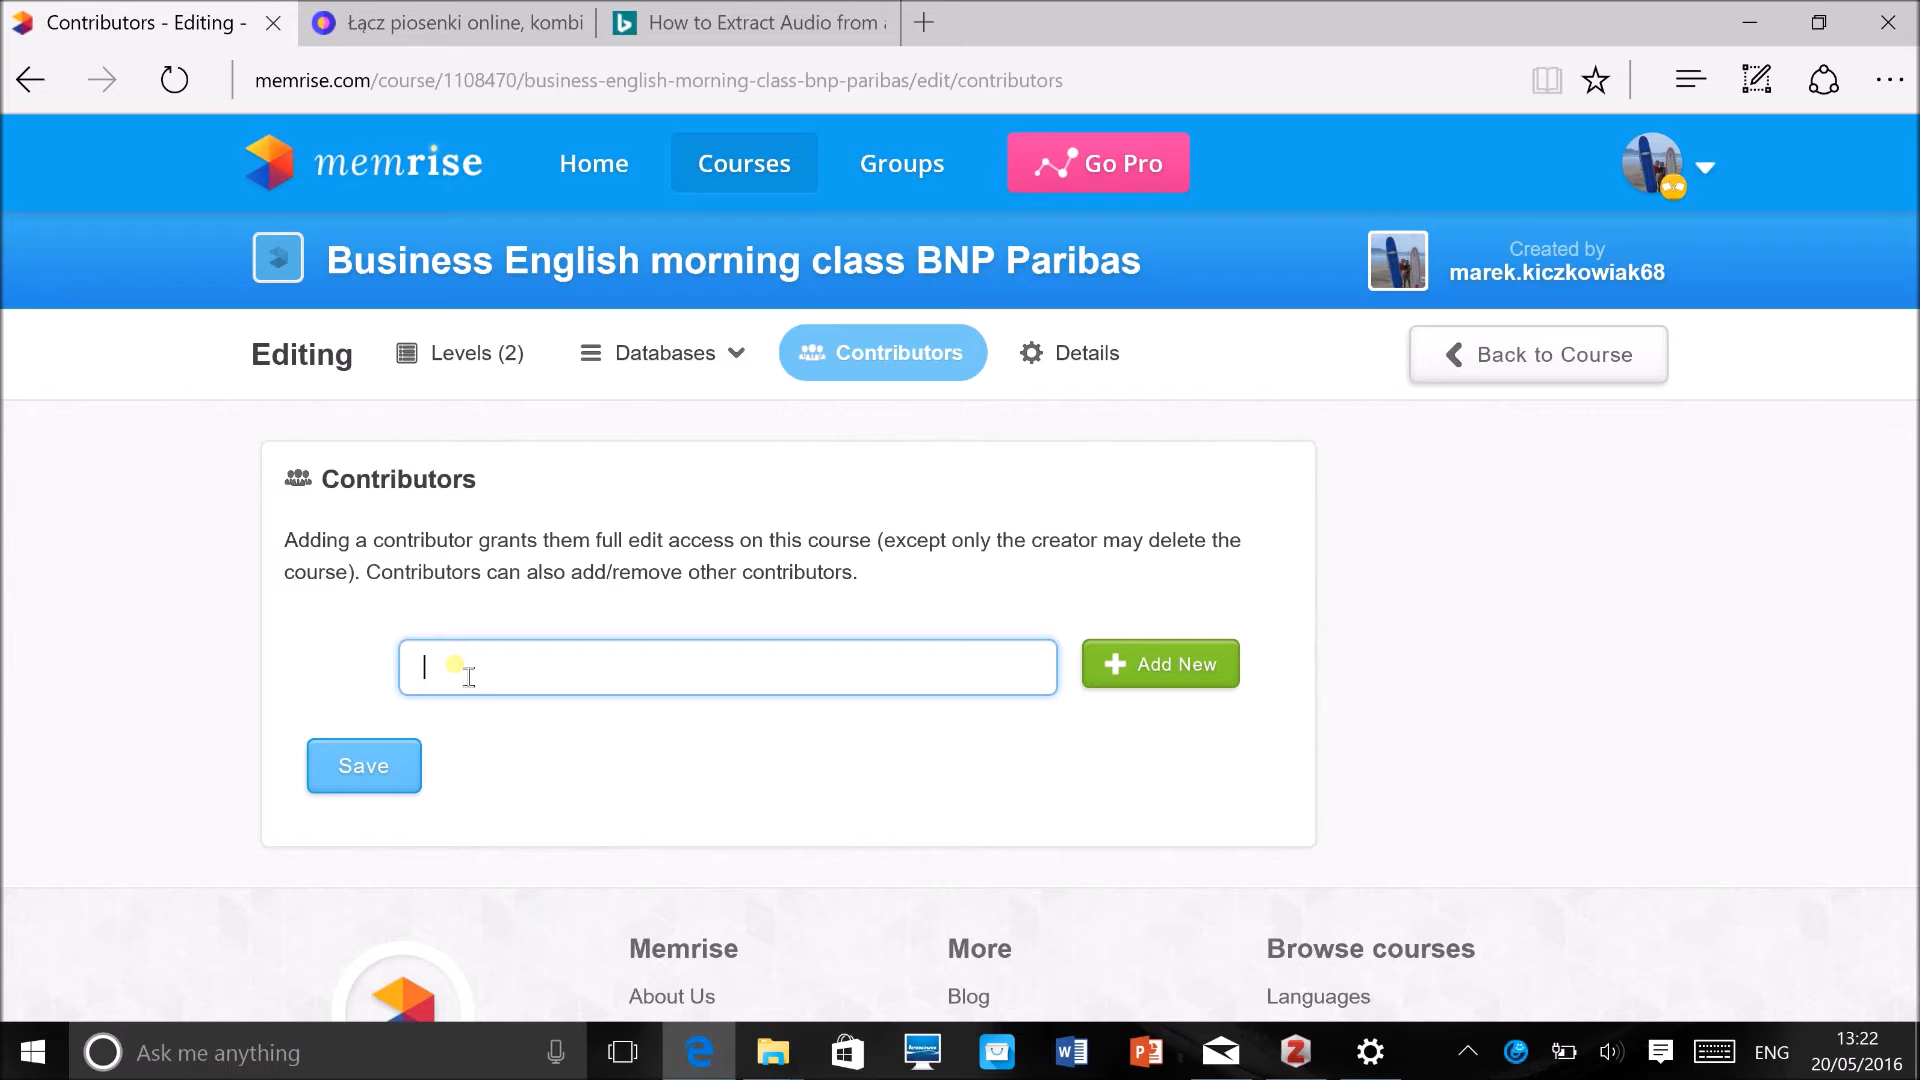 Contributors - Editing -
Łącz piosenki online, kombi
How to Extract Audio from a
memrise.com/course/1108470/business-english-morning-class-bnp-paribas/edit/contributors
memrise
Home
Courses
Groups
Go Pro
Business English morning class BNP Paribas
Created by
marek.kiczkowiak68
Editing
Levels (2)
Databases
Contributors
Details
Back to Course
Contributors
Adding a contributor grants them full edit access on this course (except only the creator may delete the
course). Contributors can also add/remove other contributors.
Add New
Save
Memrise
More
Browse courses
About Us
Blog
Languages
Ask me anything
ENG
13:22
20/05/2016